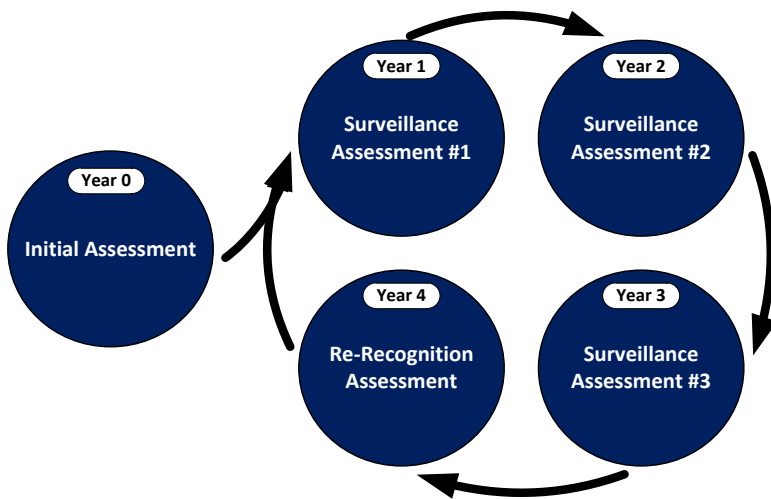 Year 0
Initial Assessment
Year 1
Surveillance
Assessment #1
Year 2
Surveillance
Assessment #2
Year 3
Surveillance
Assessment #3
Year 4
Re-Recognition
Assessment